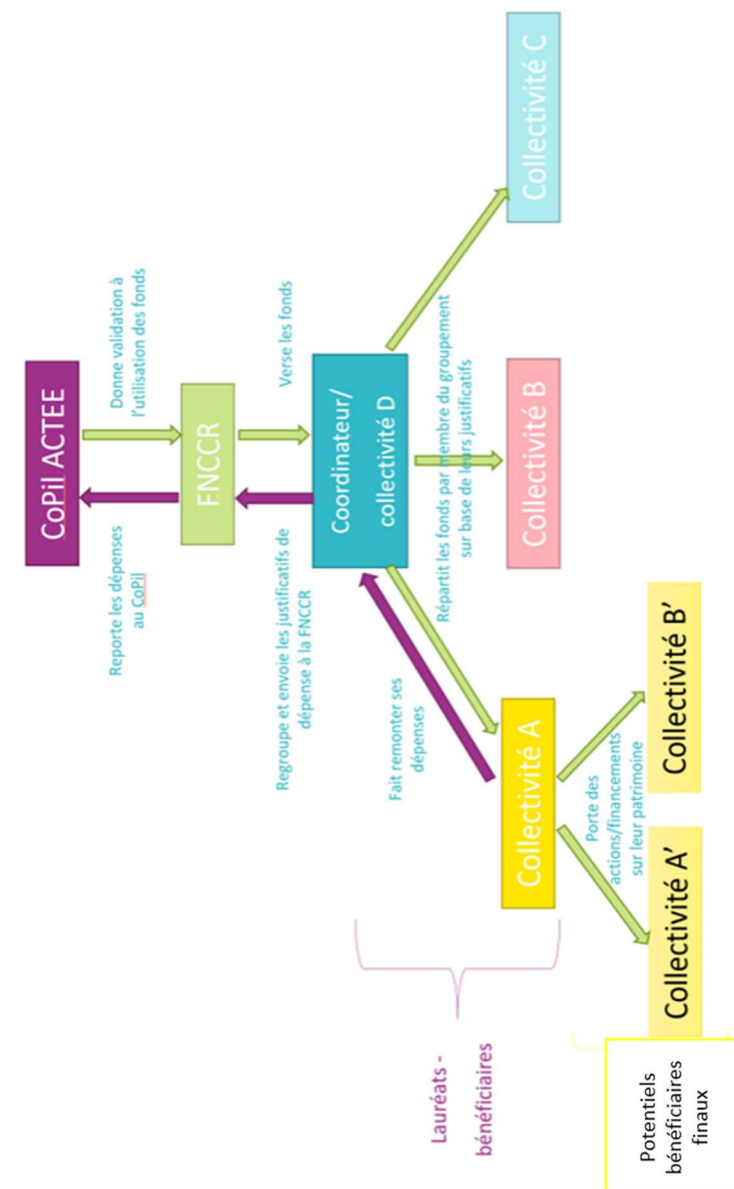 CoPil ACTEE
Reporte les dépenses
au CoPil
Donne validation à
l'utilisation des fonds
FNCCR
Regroupe et envoie les justificatifs de
dépense à la FNCCR
Verse les fonds
Coordinateur/
collectivité D
Fait remonter ses
dépenses
Répartit les fonds par membre du groupement
sur base de leurs justificatifs
Lauréats -
bénéficiaires
Collectivité A
Collectivité B
Collectivité C
Porte des
actions/financements
sur leur patrimoine
Potentiels
bénéficiaires
finaux
Collectivité A'
Collectivité B'